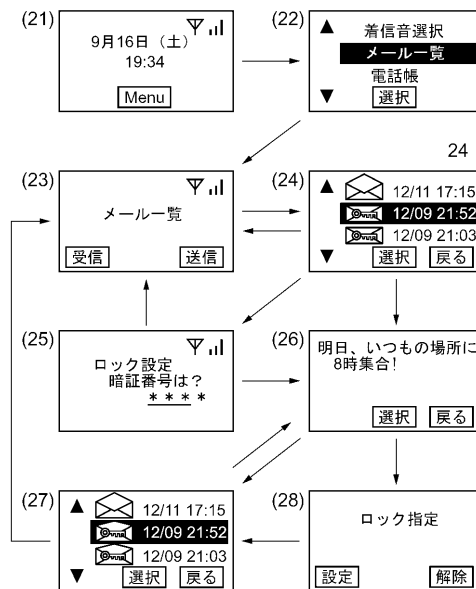 (21)
9月16日（土）
19:34
Menu
(22)
▲
着信音選択
メール一覧
電話帳
▼
選択
(23)
メール一覧
受信 送信
24
(24)
▲
12/11 17:15
12/09 21:52
12/09 21:03
▼
選択 戻る
(25)
ロック設定
暗証番号は？
＊＊＊＊
(26)
明日、いつもの場所に
8時集合!
選択 戻る
(27)
▲
12/11 17:15
12/09 21:52
12/09 21:03
▼
選択 戻る
(28)
ロック指定
設定 解除